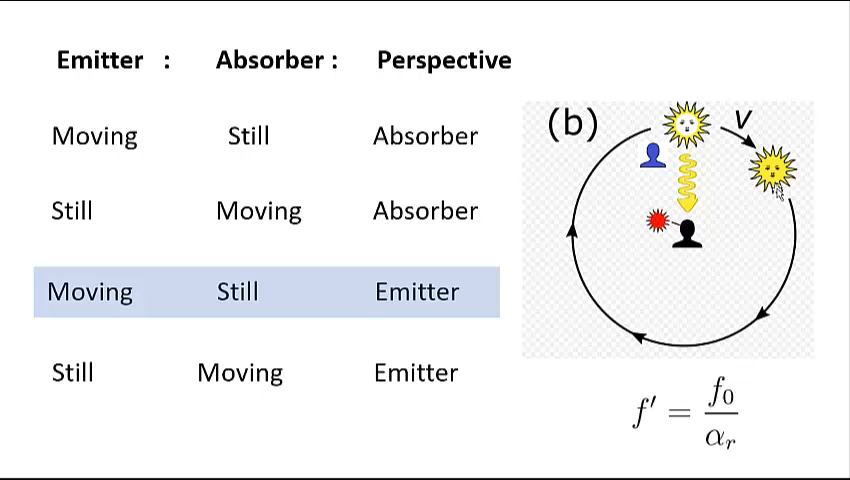 Emitter : Absorber : Perspective
Moving Still Absorber
Still Moving Absorber
Moving Still Emitter
Still Moving Emitter
(b) v
f′ = f₀ / αᵣ